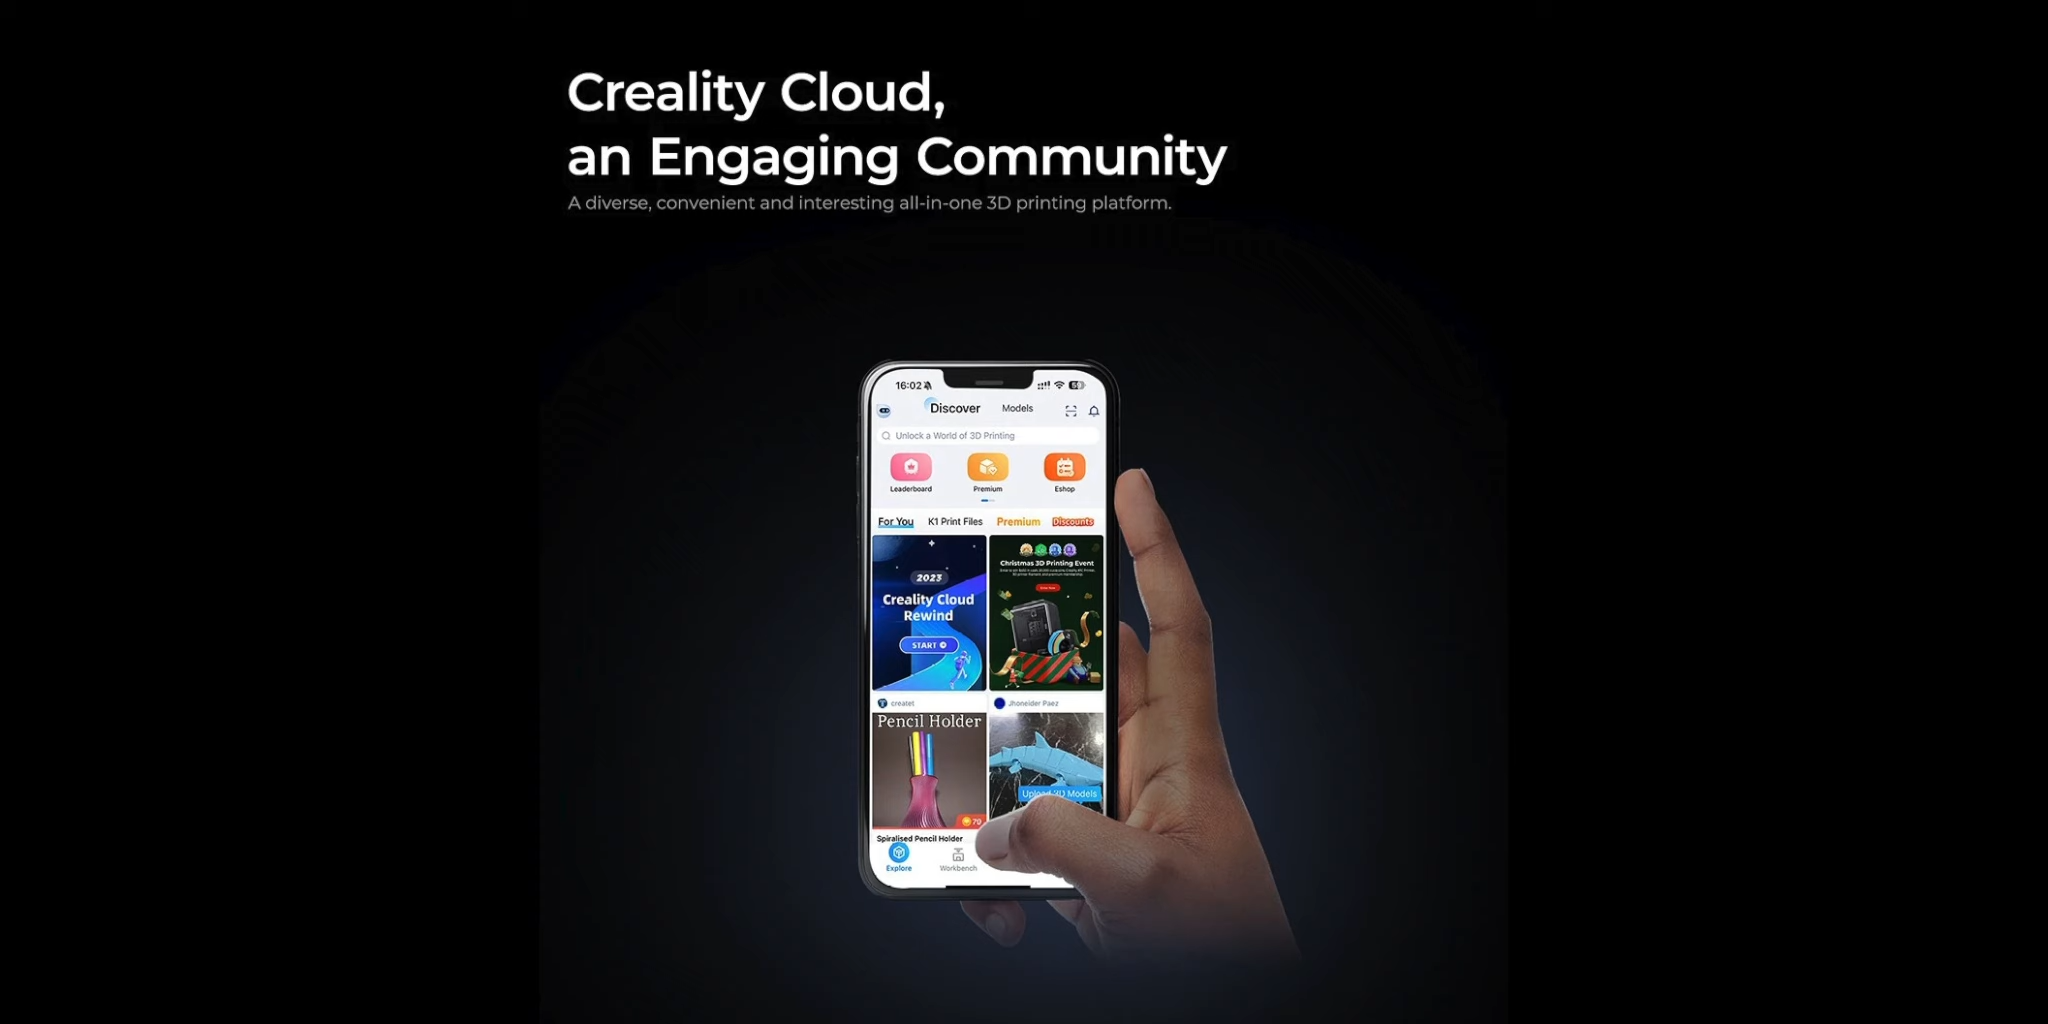 Creality Cloud,
an Engaging Community
A diverse, convenient and interesting all-in-one 3D printing platform.
16:02
Discover Models
Unlock a World of 3D Printing
Leaderboard Premium Eshop
For You K1 Print Files Premium Discounts
2023
Creality Cloud
Rewind
START
Christmas 3D Printing Event
createt
Jhoneider Paez
Pencil Holder
Upload 3D Models
70
Spiralised Pencil Holder
Explore Workbench